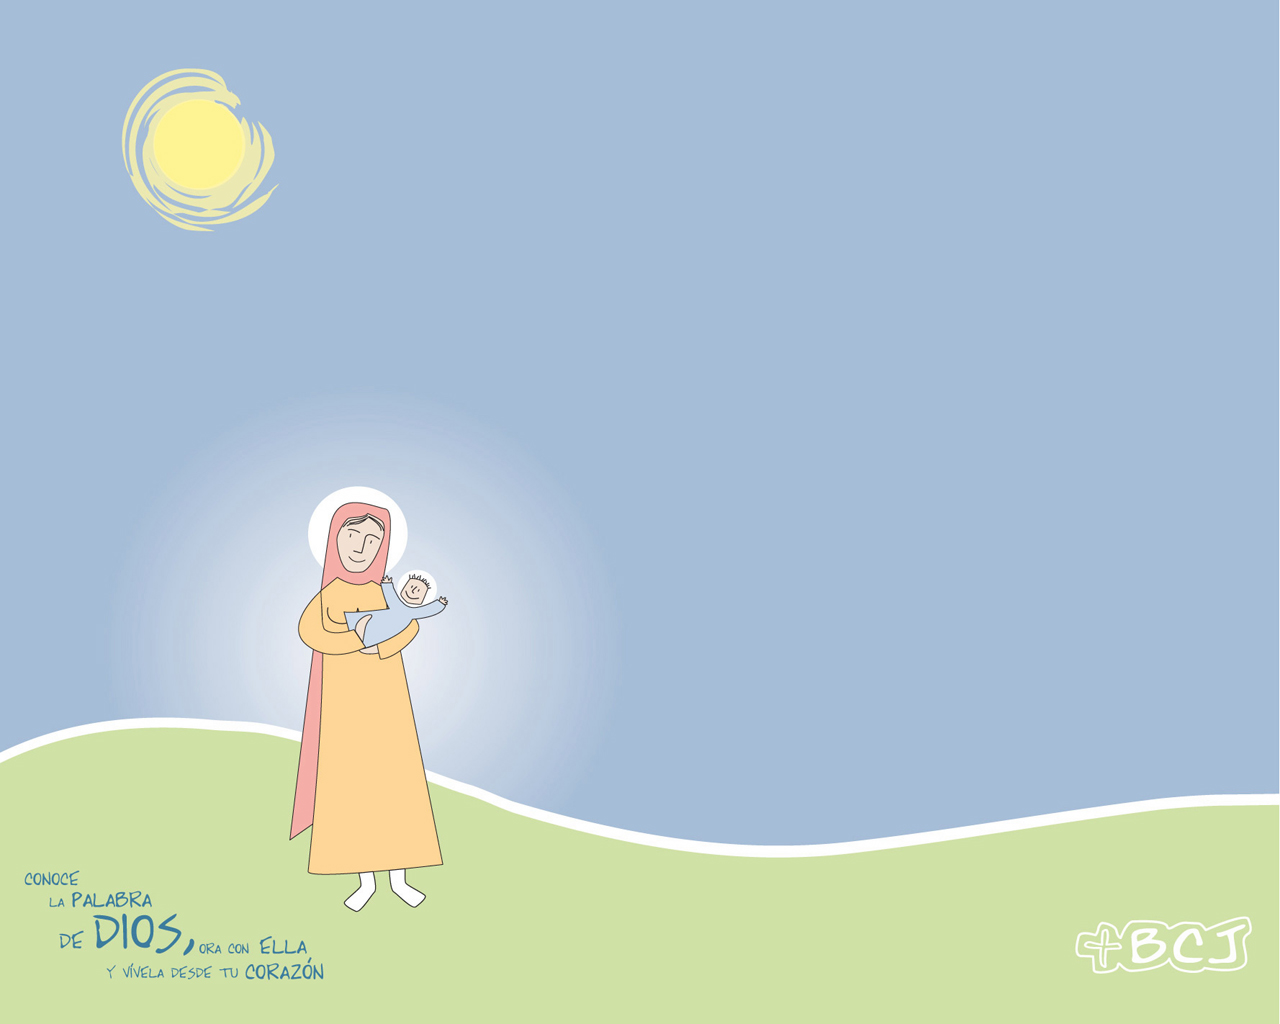 CONOCE
LA PALABRA
DE DIOS, ORA CON ELLA
Y VÍVELA DESDE TU CORAZÓN
+BCJ